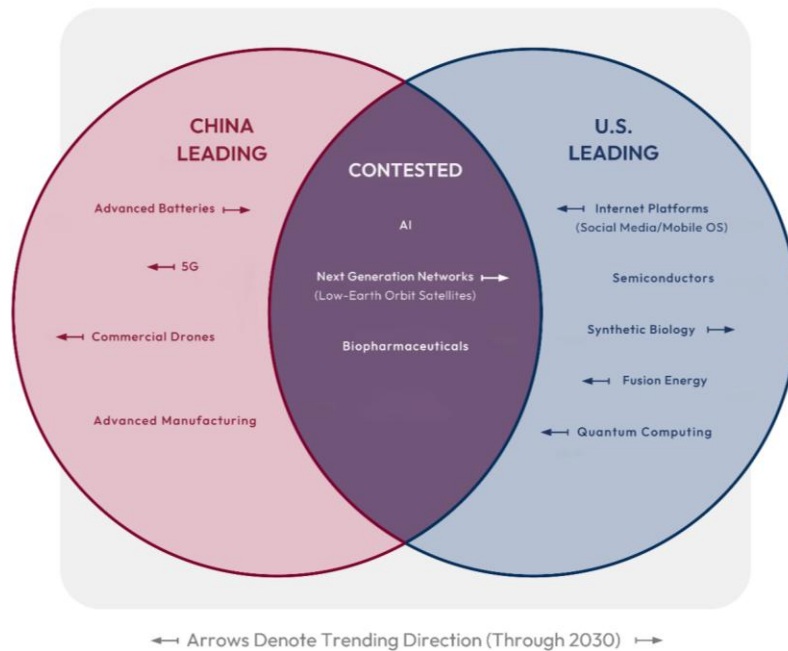 CHINA
LEADING
Advanced Batteries
5G
Commercial Drones
Advanced Manufacturing
CONTESTED
AI
Next Generation Networks
(Low-Earth Orbit Satellites)
Biopharmaceuticals
U.S.
LEADING
Internet Platforms
(Social Media/Mobile OS)
Semiconductors
Synthetic Biology
Fusion Energy
Quantum Computing
Arrows Denote Trending Direction (Through 2030)